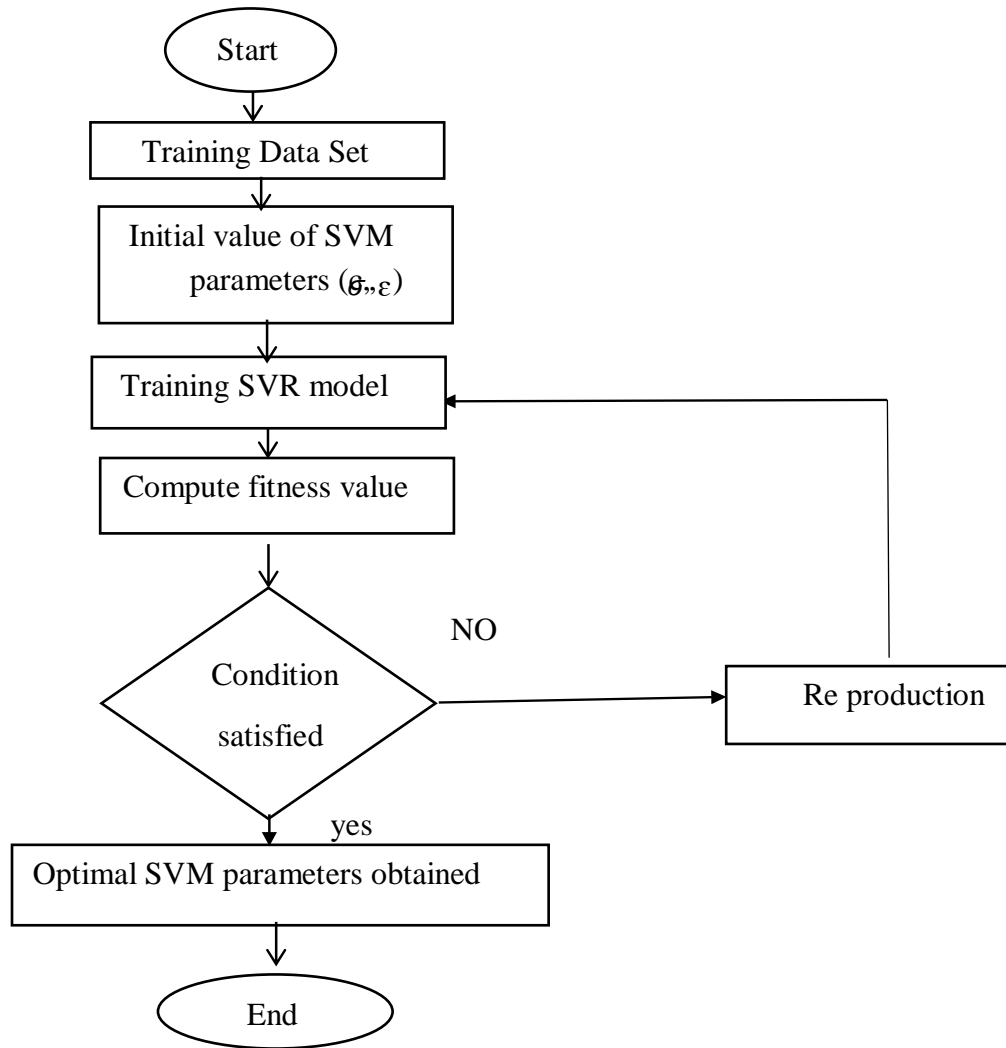 Start
Training Data Set
Initial value of SVM
parameters
Training SVR model
Compute fitness value
NO
Condition
satisfied
Re production
yes
Optimal SVM parameters obtained
End